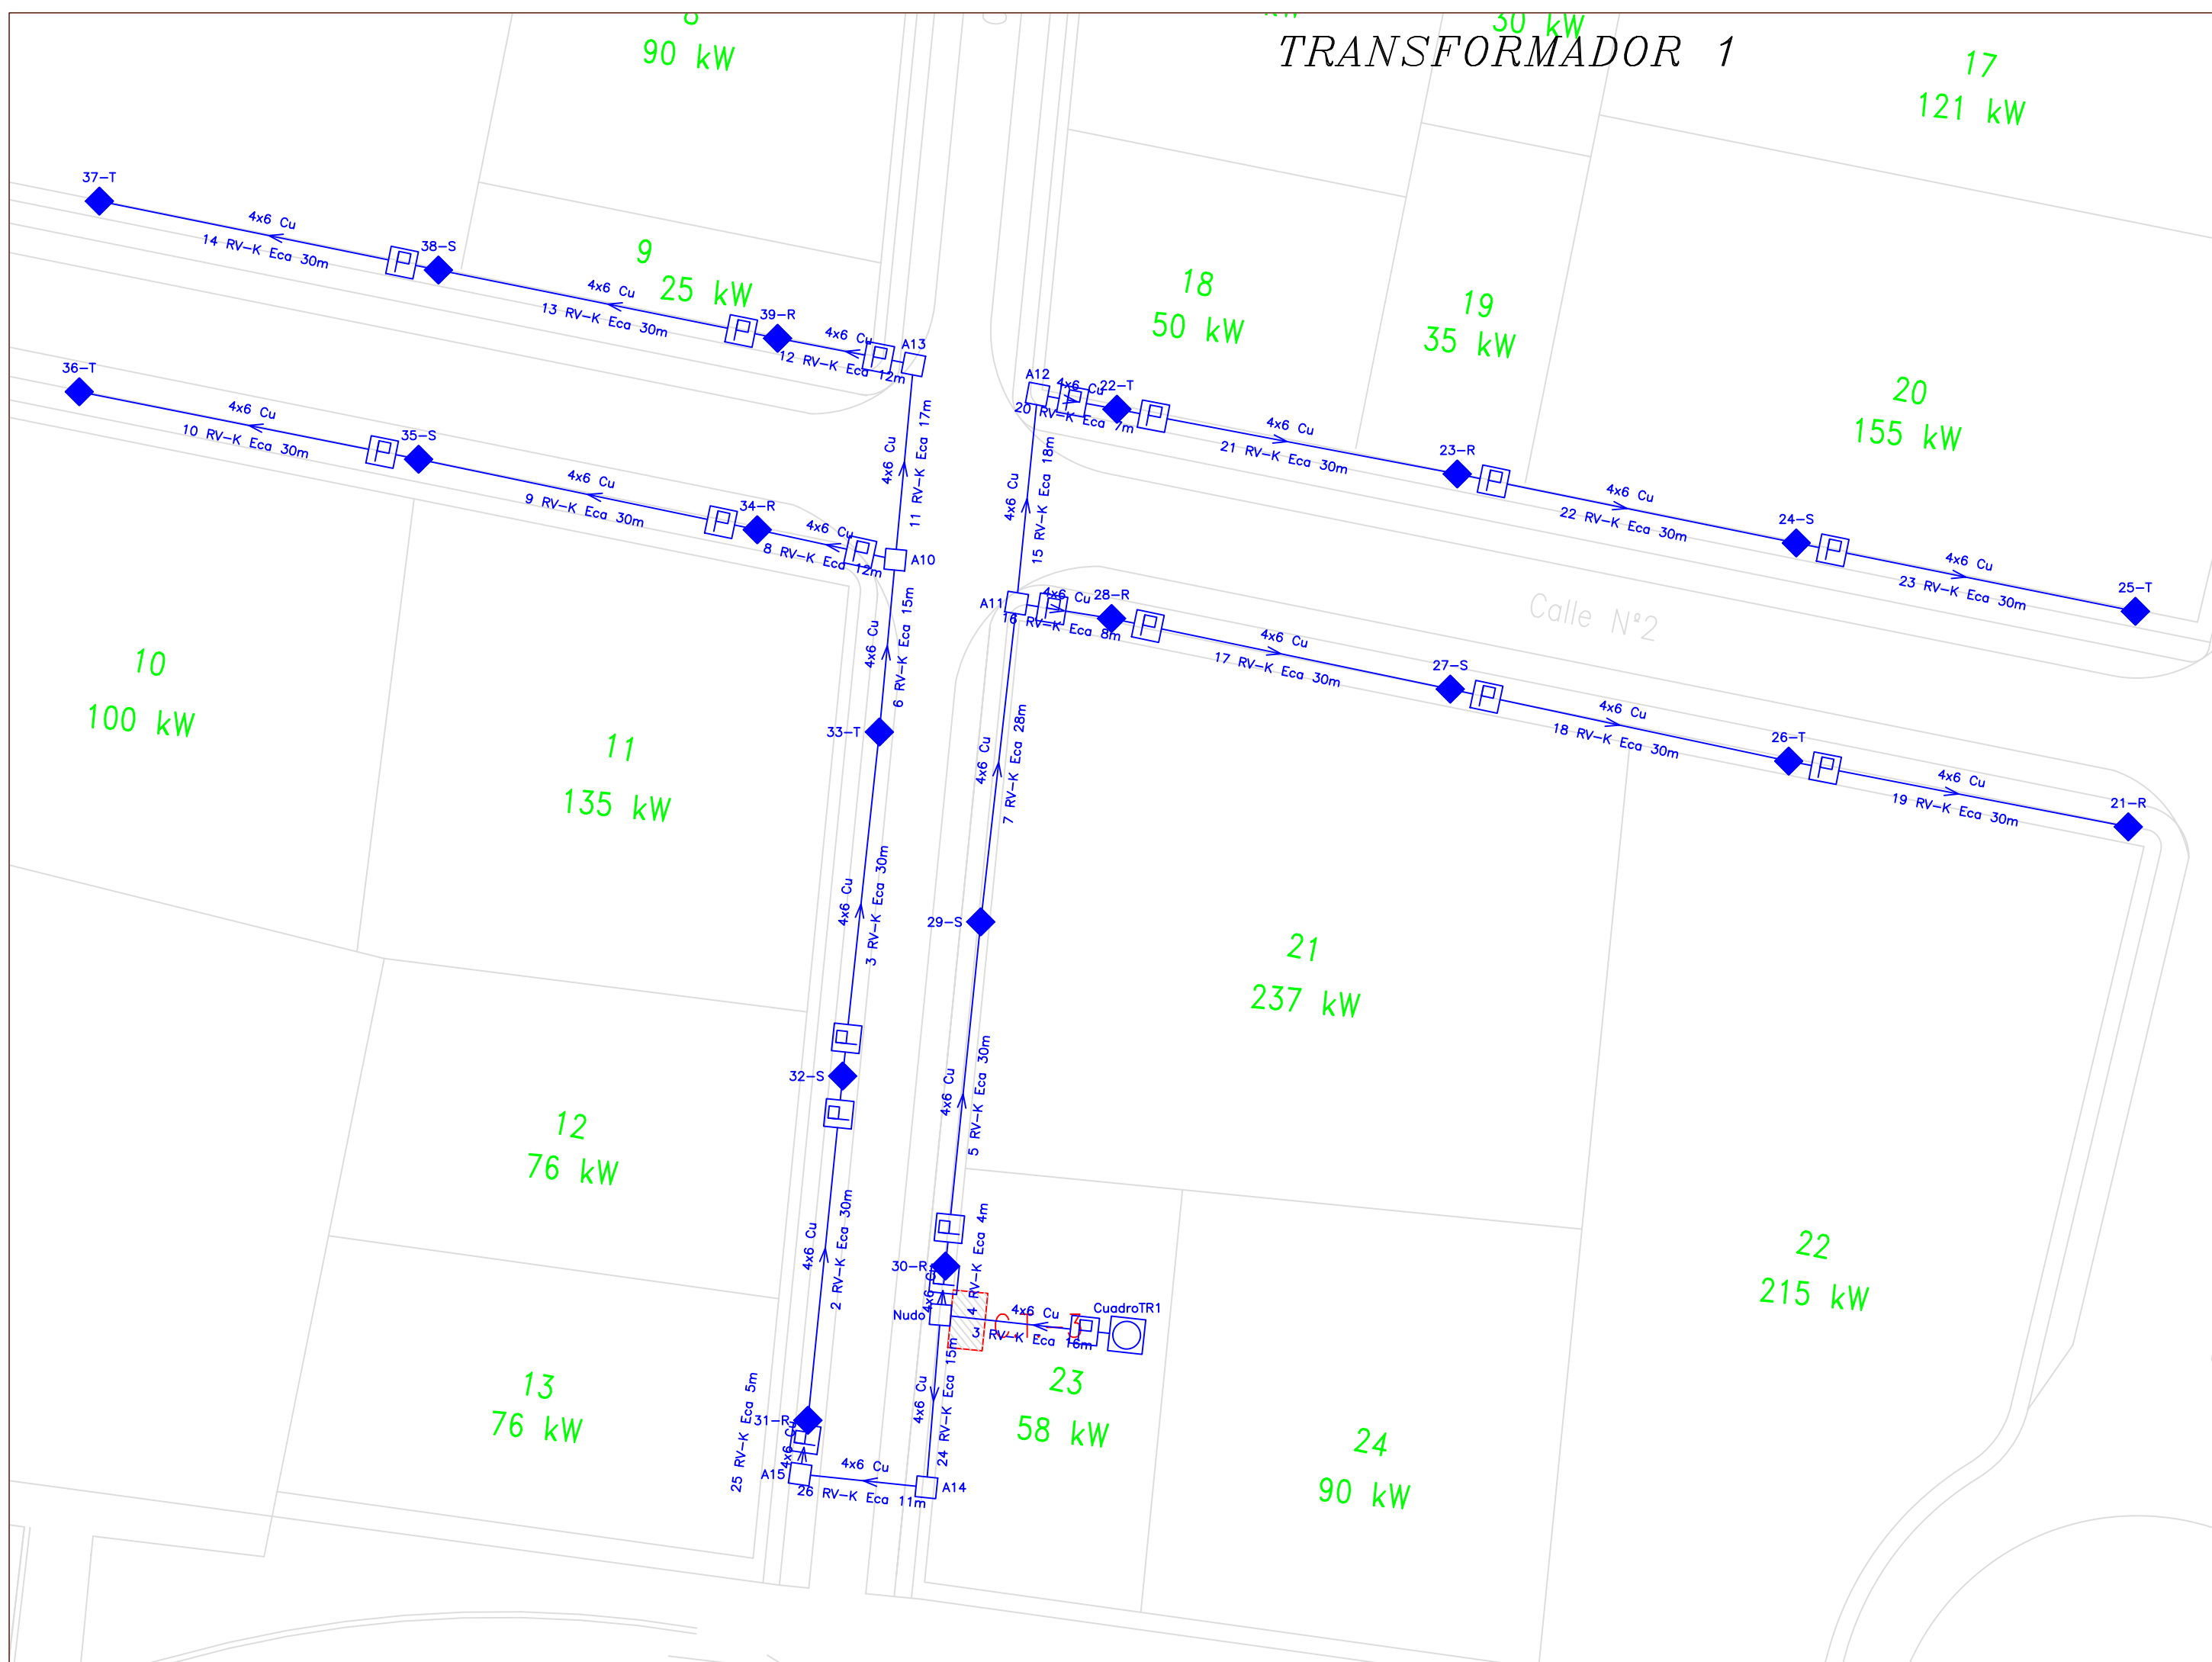 90 kW
30 kW
TRANSFORMADOR 1
17
121 kW
37-T
4x6 Cu
14 RV-K Eca 30m
38-S
4x6 Cu
13 RV-K Eca 30m
9
25 kW
39-R
4x6 Cu
12 RV-K Eca 12m
A13
18
50 kW
19
35 kW
20
155 kW
36-T
4x6 Cu
10 RV-K Eca 30m
35-S
4x6 Cu
9 RV-K Eca 30m
34-R
4x6 Cu
8 RV-K Eca 12m
A10
4x6 Cu
11 RV-K Eca 17m
A12
4x6 Cu
20 RV-K Eca 7m
22-T
4x6 Cu
21 RV-K Eca 30m
23-R
4x6 Cu
22 RV-K Eca 30m
24-S
4x6 Cu
23 RV-K Eca 30m
25-T
4x6 Cu
15 RV-K Eca 18m
Calle Nº2
A11
4x6 Cu
16 RV-K Eca 8m
28-R
4x6 Cu
17 RV-K Eca 30m
27-S
4x6 Cu
18 RV-K Eca 30m
26-T
4x6 Cu
19 RV-K Eca 30m
21-R
10
100 kW
11
135 kW
4x6 Cu
6 RV-K Eca 15m
33-T
4x6 Cu
7 RV-K Eca 28m
4x6 Cu
3 RV-K Eca 30m
29-S
21
237 kW
32-S
4x6 Cu
5 RV-K Eca 30m
12
76 kW
4x6 Cu
2 RV-K Eca 30m
30-R
4x6 Cu
4 RV-K Eca 4m
Nudo
4x6 Cu
3 RV-K Eca 16m
CuadroTR1
22
215 kW
13
76 kW
23
58 kW
24
90 kW
31-R
4x6 Cu
25 RV-K Eca 5m
4x6 Cu
24 RV-K Eca 15m
A15
4x6 Cu
26 RV-K Eca 11m
A14